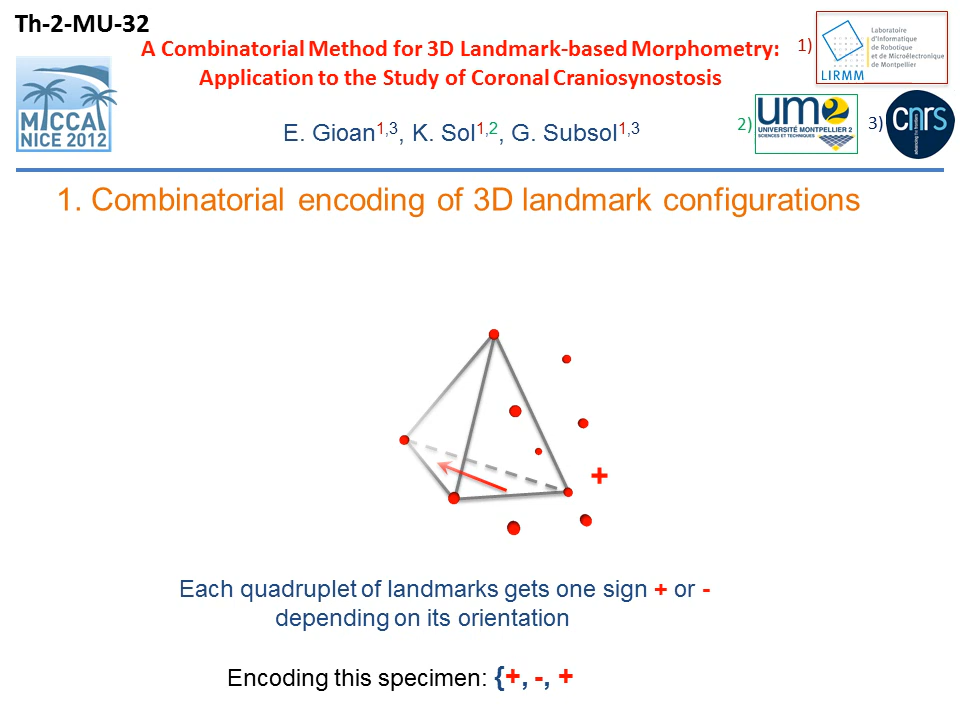 Th-2-MU-32
A Combinatorial Method for 3D Landmark-based Morphometry:
Application to the Study of Coronal Craniosynostosis
E. Gioan1,3, K. Sol1,2, G. Subsol1,3
MICCAI
NICE 2012
1)
LIRMM
Laboratoire
d'Informatique
de Robotique
et de Microélectronique
de Montpellier
2)
um2
UNIVERSITÉ MONTPELLIER 2
SCIENCES ET TECHNIQUES
3)
cnrs
1. Combinatorial encoding of 3D landmark configurations
+
Each quadruplet of landmarks gets one sign + or -
depending on its orientation
Encoding this specimen: {+, -, +